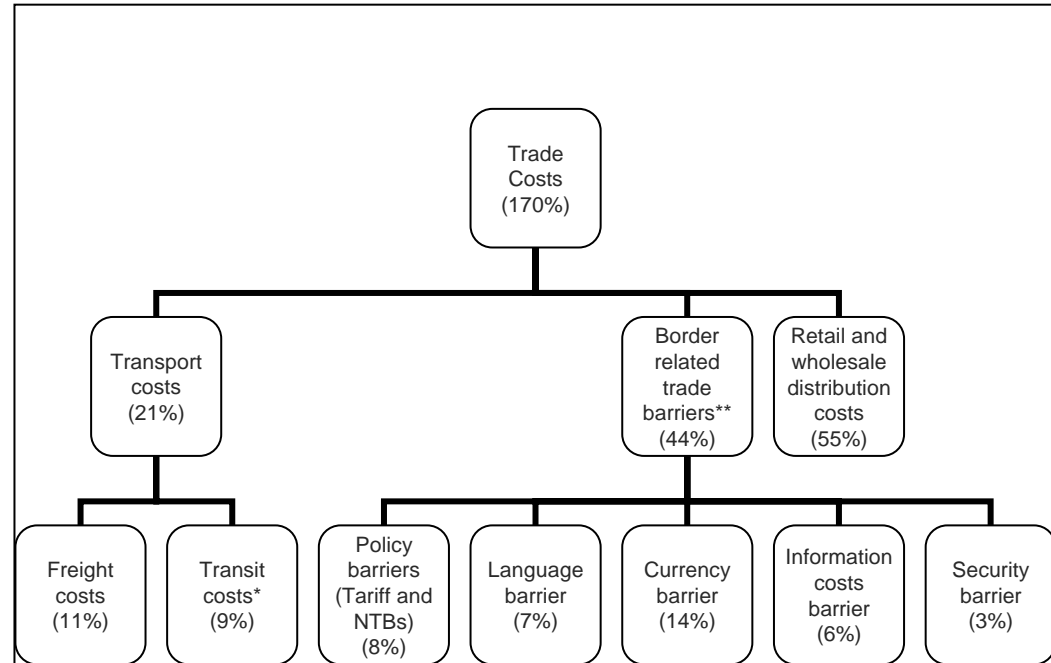 Trade
Costs
(170%)
Transport
costs
(21%)
Border
related
trade
barriers**
(44%)
Retail and
wholesale
distribution
costs
(55%)
Freight
costs
(11%)
Transit
costs*
(9%)
Policy
barriers
(Tariff and
NTBs)
(8%)
Language
barrier
(7%)
Currency
barrier
(14%)
Information
costs
barrier
(6%)
Security
barrier
(3%)